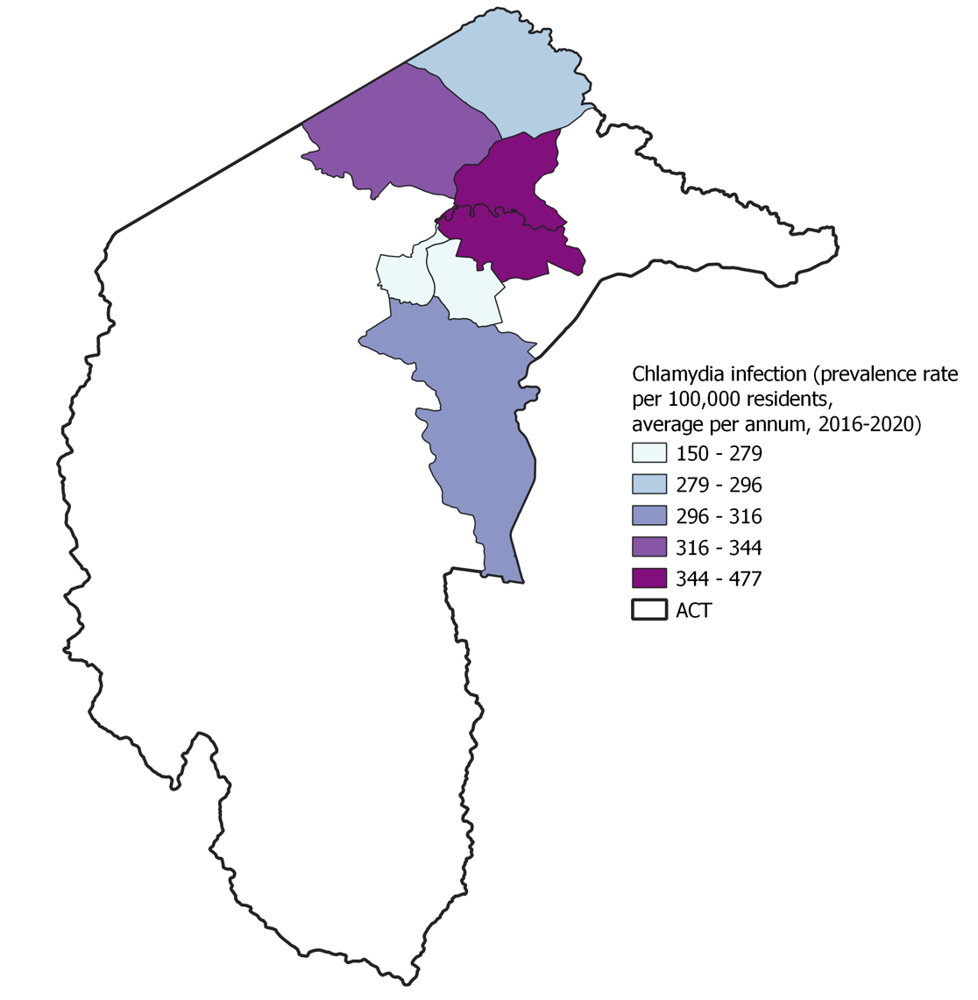 Chlamydia infection (prevalence rate
per 100,000 residents,
average per annum, 2016-2020)
150 - 279
279 - 296
296 - 316
316 - 344
344 - 477
ACT